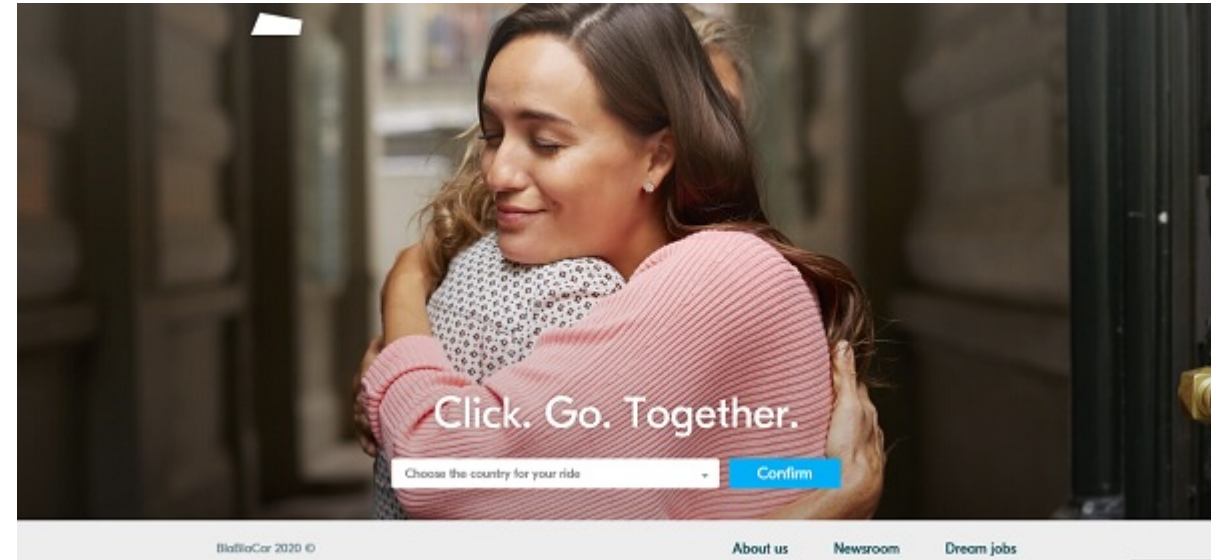 Click. Go. Together.
Choose the country for your ride
Confirm
BlaBlaCar 2020 ©
About us
Newsroom
Dream jobs